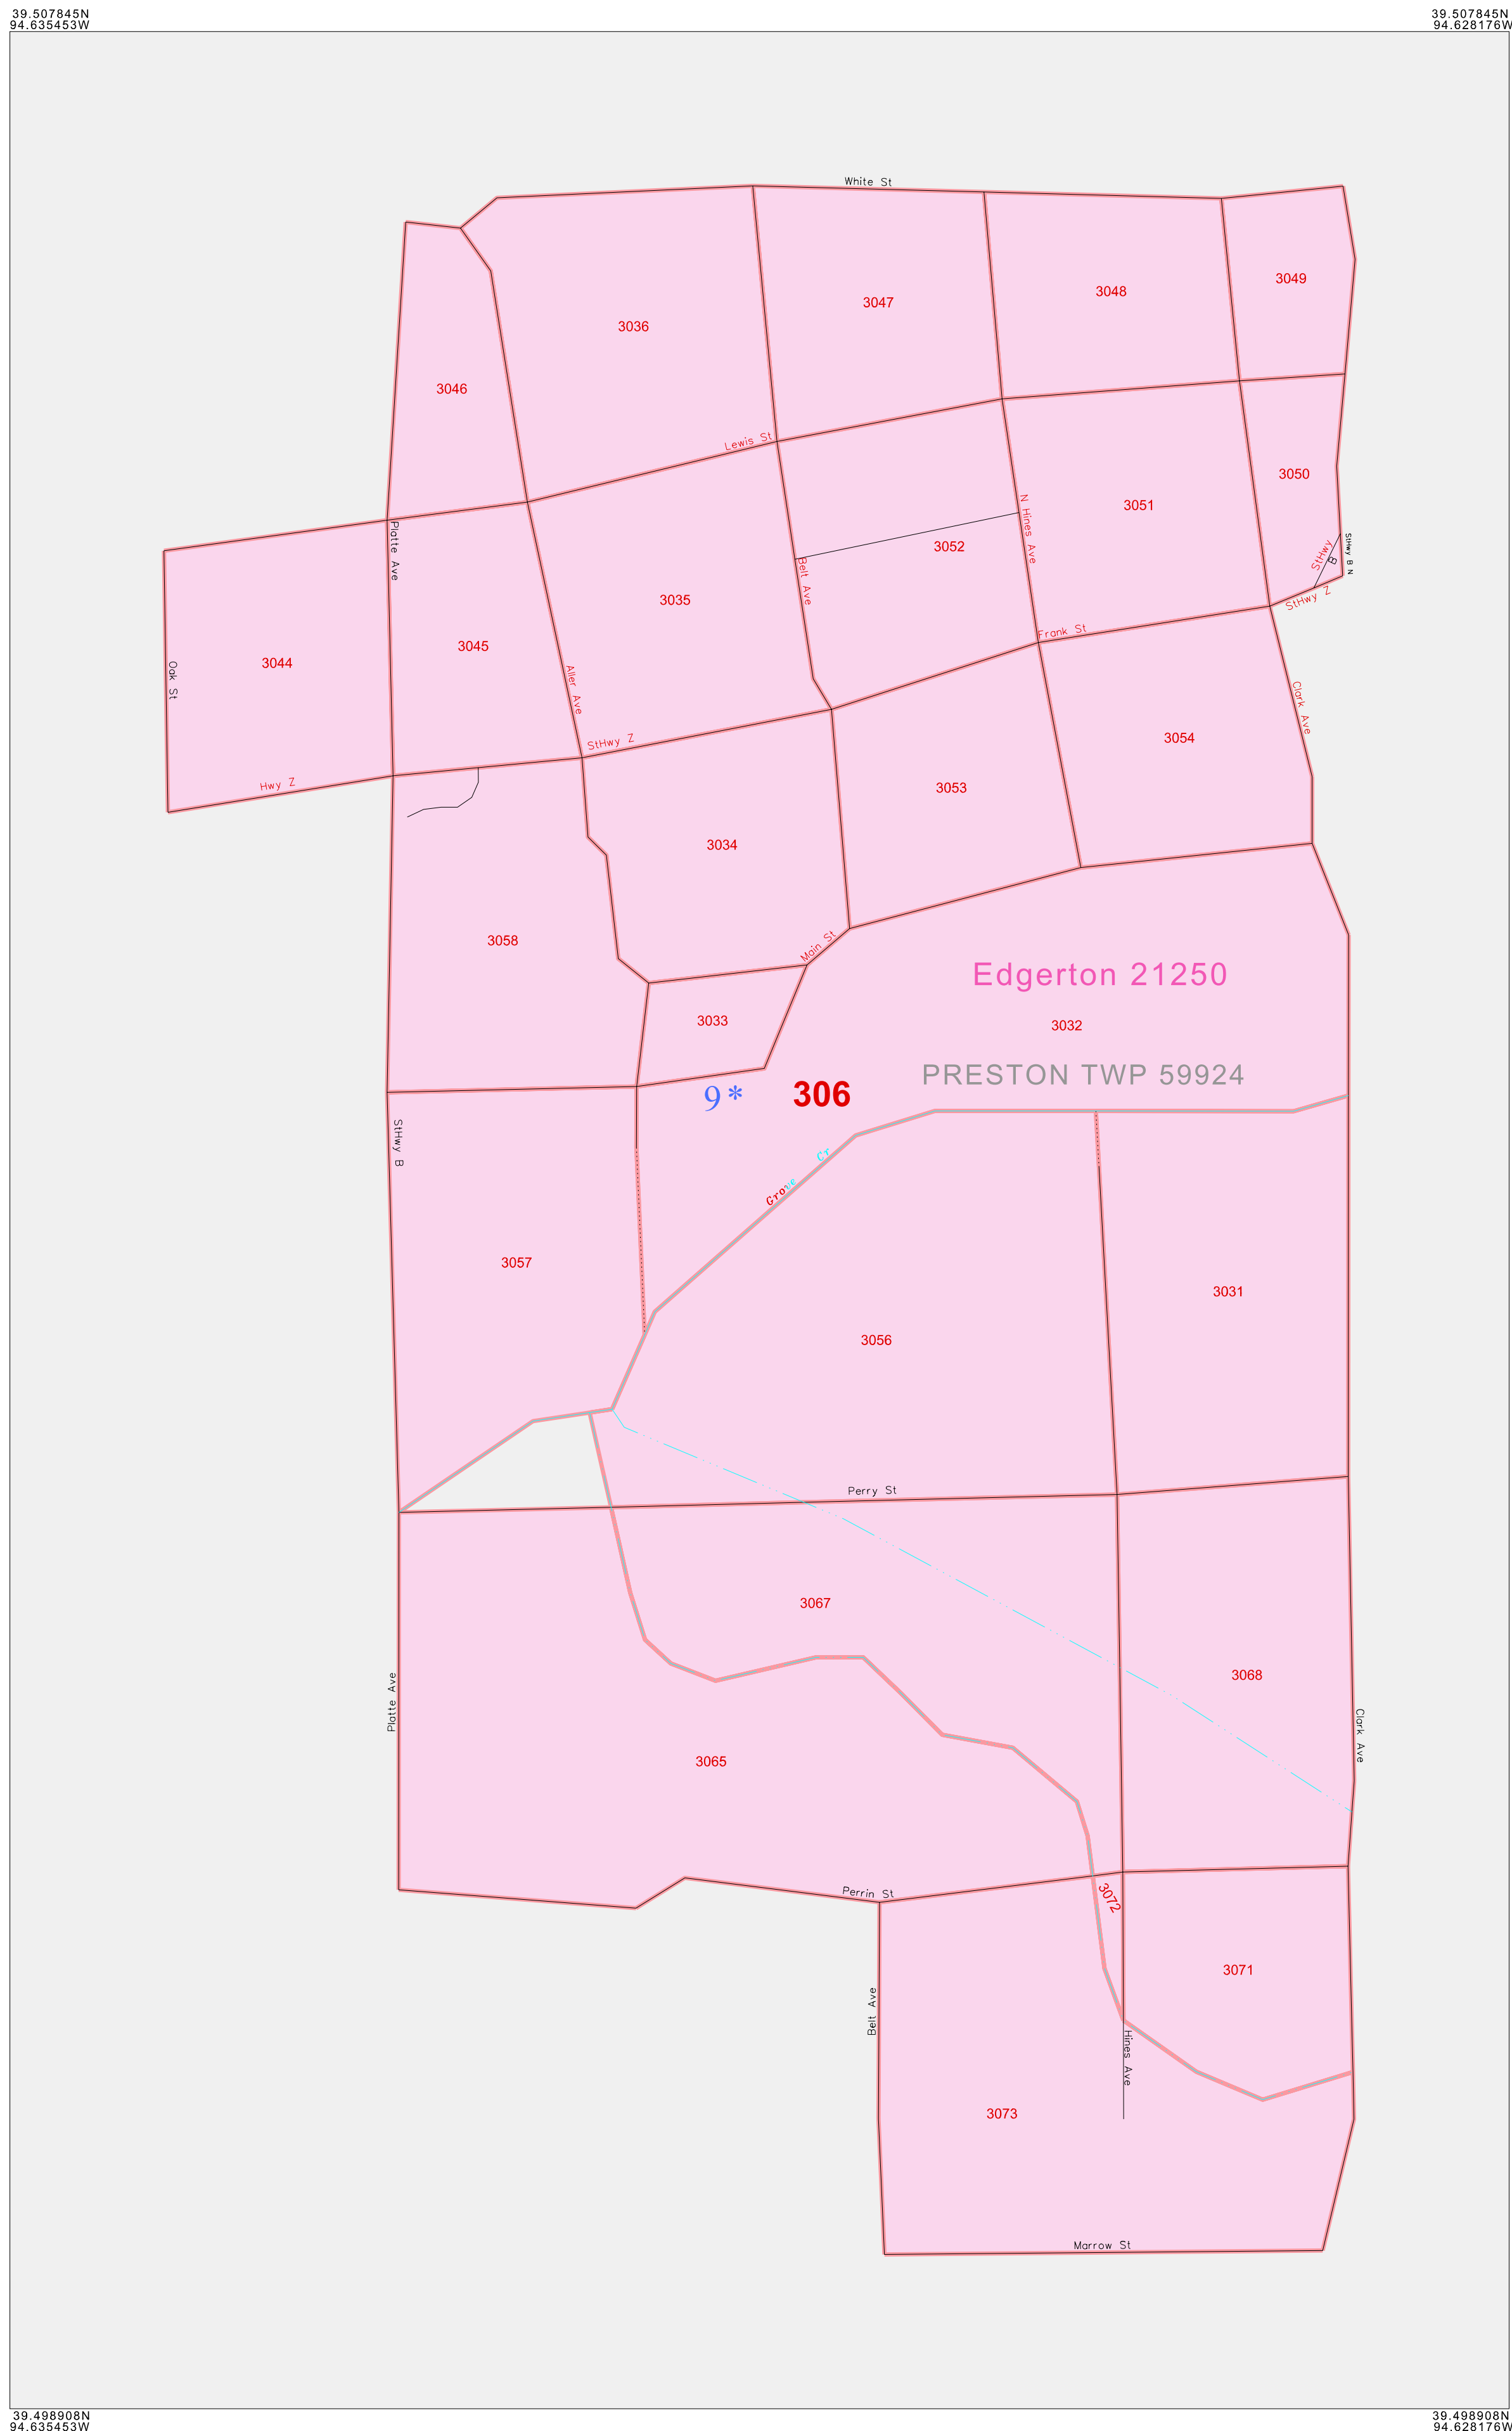 39.507845N
94.635453W
39.507845N
94.628176W
White St
3049
3048
3047
3036
3046
Lewis St
3050
N Hines Ave
3051
Platte Ave
StHwy B N
StHwy
B
3052
Belt Ave
StHwy Z
3035
Frank St
3045
3044
Oak St
Aller Ave
Clark Ave
StHwy Z
3054
Hwy Z
3053
3034
3058
Main St
Edgerton 21250
3033
3032
PRESTON TWP 59924
9*
306
StHwy B
Grove Cr
3057
3031
3056
Perry St
3067
3068
Platte Ave
Clark Ave
3065
Perrin St
3072
3071
Belt Ave
Hines Ave
3073
Marrow St
39.498908N
94.635453W
39.498908N
94.628176W